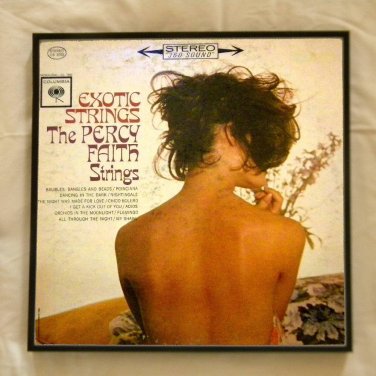 STEREO
"360 SOUND"
COLUMBIA
EXOTIC
STRINGS
The PERCY
FAITH
Strings
BAUBLES, BANGLES AND BEADS / POINCIANA
DANCING IN THE DARK / NIGHTINGALE
THE NIGHT WAS MADE FOR LOVE / CHICO BOLERO
I GET A KICK OUT OF YOU / ADIOS
ORCHIDS IN THE MOONLIGHT / FLAMINGO
ALL THROUGH THE NIGHT / MY SHAWL